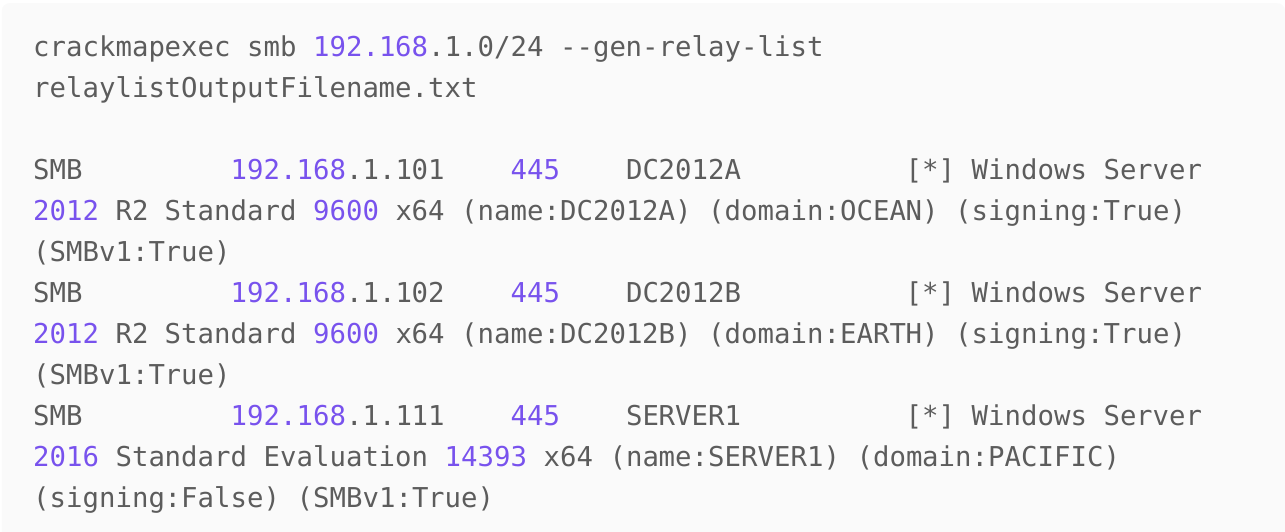 crackmapexec smb 192.168.1.0/24 --gen-relay-list
relaylistOutputFilename.txt

SMB         192.168.1.101    445    DC2012A          [*] Windows Server
2012 R2 Standard 9600 x64 (name:DC2012A) (domain:OCEAN) (signing:True)
(SMBv1:True)
SMB         192.168.1.102    445    DC2012B          [*] Windows Server
2012 R2 Standard 9600 x64 (name:DC2012B) (domain:EARTH) (signing:True)
(SMBv1:True)
SMB         192.168.1.111    445    SERVER1          [*] Windows Server
2016 Standard Evaluation 14393 x64 (name:SERVER1) (domain:PACIFIC)
(signing:False) (SMBv1:True)